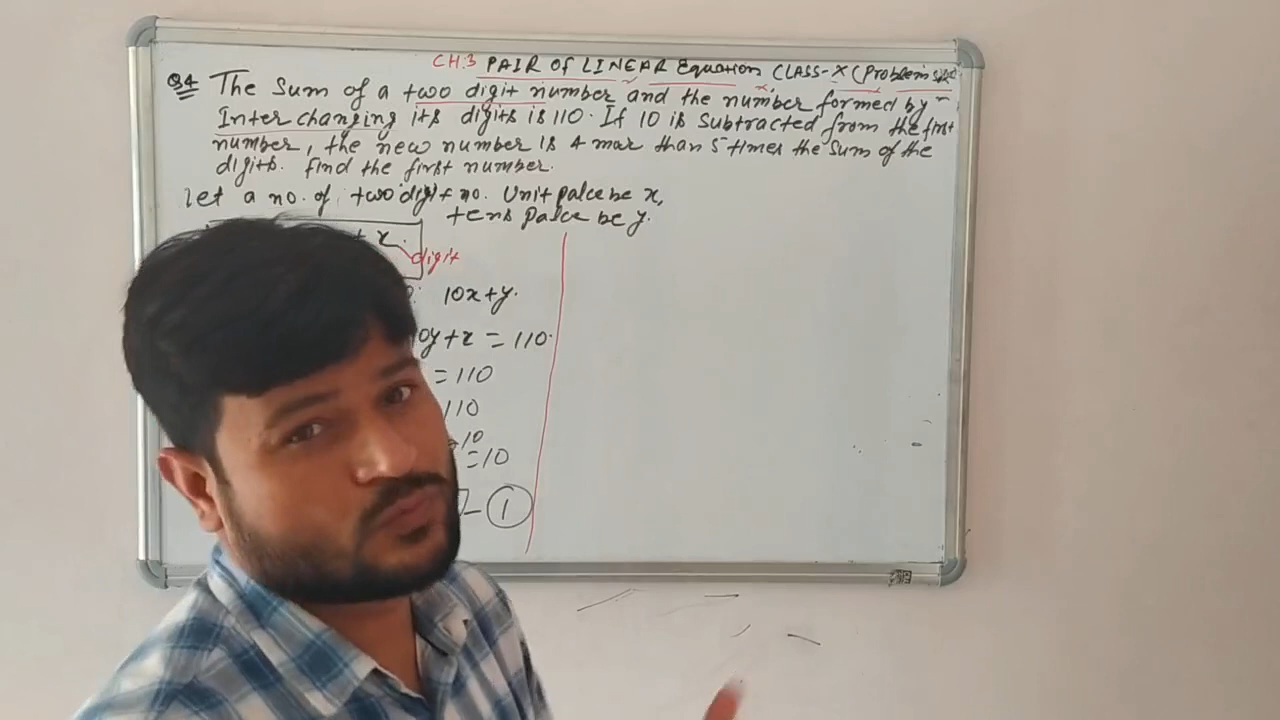 CH.3 PAIR OF LINEAR Equation CLASS-X (Problem
Q4 The Sum of a two digit number and the number formed by
Interchanging its digits is 110. If 10 is Subtracted from the first
number, the new number is 4 mar than 5 times the Sum of the
digits. Find the first number.
Let a no. of two digit no. Unit palce be x,
tens palce be y.
+ x
digit
10x+y.
0y+x = 110.
= 110
110
10
=10
1